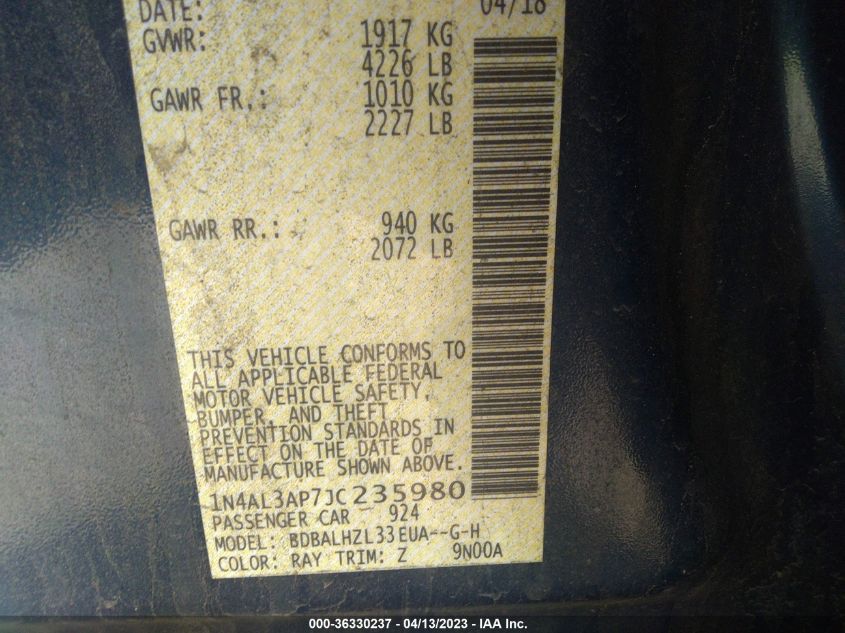 DATE: 04/18
GVWR: 1917 KG
4226 LB
GAWR FR.: 1010 KG
2227 LB
GAWR RR.: 940 KG
2072 LB
THIS VEHICLE CONFORMS TO
ALL APPLICABLE FEDERAL
MOTOR VEHICLE SAFETY,
BUMPER, AND THEFT
PREVENTION STANDARDS IN
EFFECT ON THE DATE OF
MANUFACTURE SHOWN ABOVE.
1N4AL3AP7JC235980
PASSENGER CAR 924
MODEL: BDBALHZL33EUA--G-H
COLOR: RAY TRIM: Z 9N00A
000-36330237 - 04/13/2023 - IAA Inc.